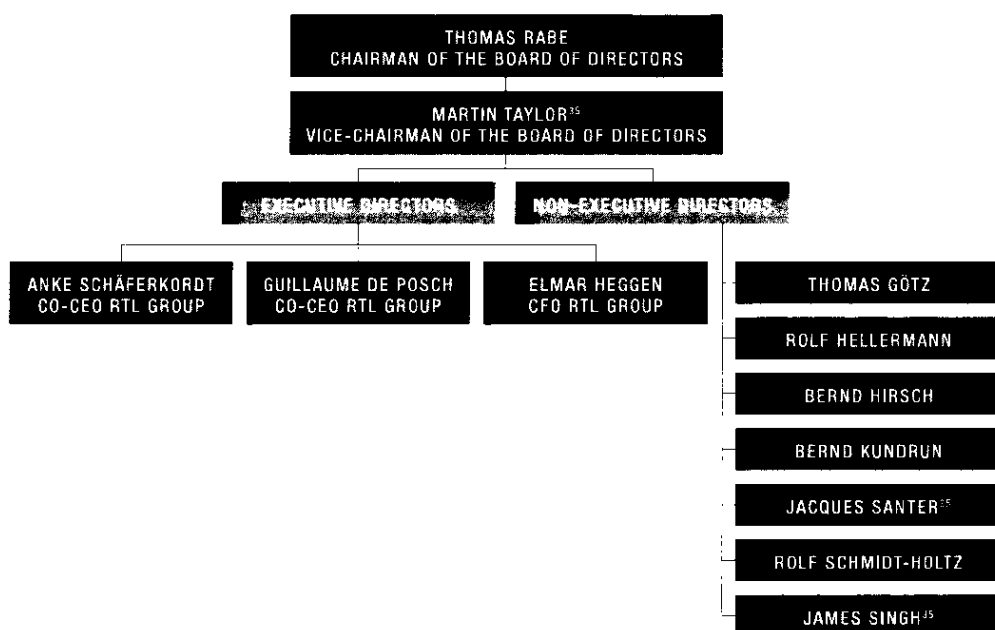 THOMAS RABE
CHAIRMAN OF THE BOARD OF DIRECTORS
MARTIN TAYLOR³⁵
VICE-CHAIRMAN OF THE BOARD OF DIRECTORS
EXECUTIVE DIRECTORS
NON-EXECUTIVE DIRECTORS
ANKE SCHÄFERKORDT
CO-CEO RTL GROUP
GUILLAUME DE POSCH
CO-CEO RTL GROUP
ELMAR HEGGEN
CFO RTL GROUP
THOMAS GÖTZ
ROLF HELLERMANN
BERND HIRSCH
BERND KUNDRUN
JACQUES SANTER³⁵
ROLF SCHMIDT-HOLTZ
JAMES SINGH³⁵